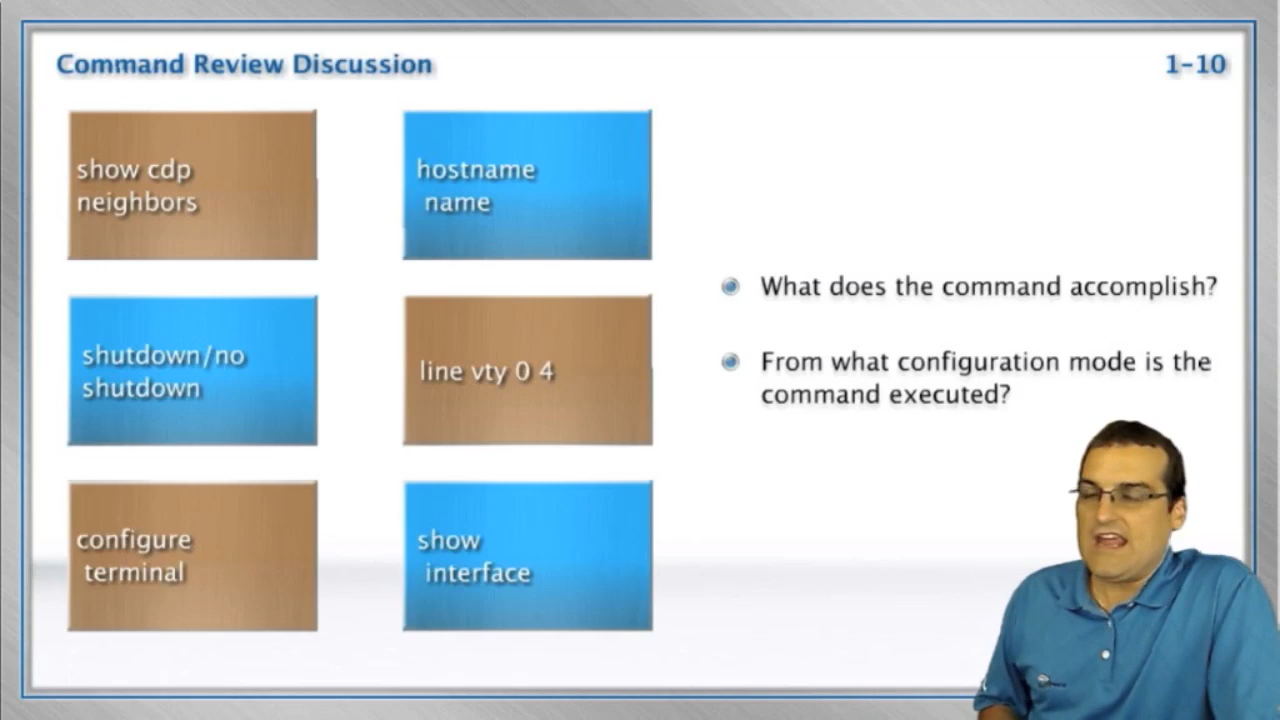 Command Review Discussion
1-10
show cdp
neighbors
hostname
name
shutdown/no
shutdown
line vty 0 4
configure
terminal
show
interface
What does the command accomplish?
From what configuration mode is the
command executed?